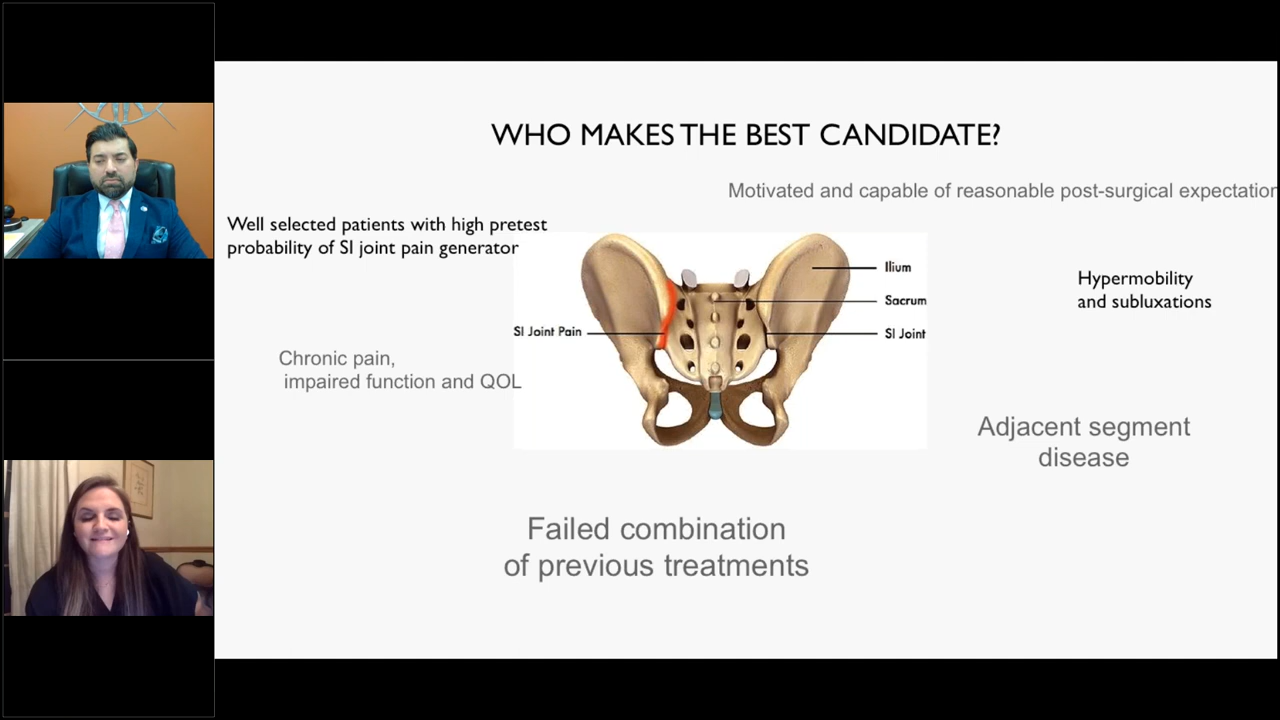 WHO MAKES THE BEST CANDIDATE?
Motivated and capable of reasonable post-surgical expectation
Well selected patients with high pretest
probability of SI joint pain generator
Ilium
Sacrum
SI Joint
SI Joint Pain
Hypermobility
and subluxations
Chronic pain,
impaired function and QOL
Adjacent segment
disease
Failed combination
of previous treatments